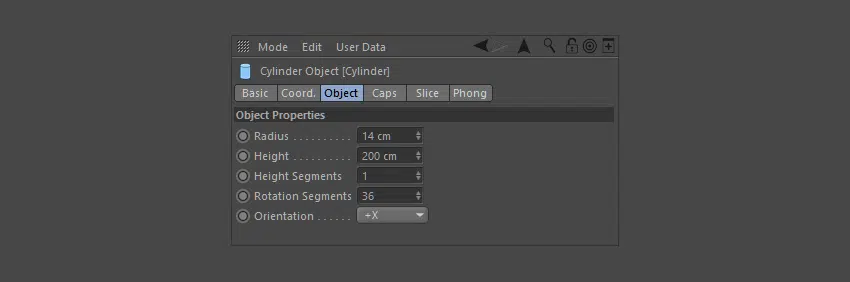 Mode Edit User Data
Cylinder Object [Cylinder]
Basic Coord. Object Caps Slice Phong
Object Properties
Radius . . . . . . . . . . 14 cm
Height . . . . . . . . . . 200 cm
Height Segments 1
Rotation Segments 36
Orientation . . . . . . +X